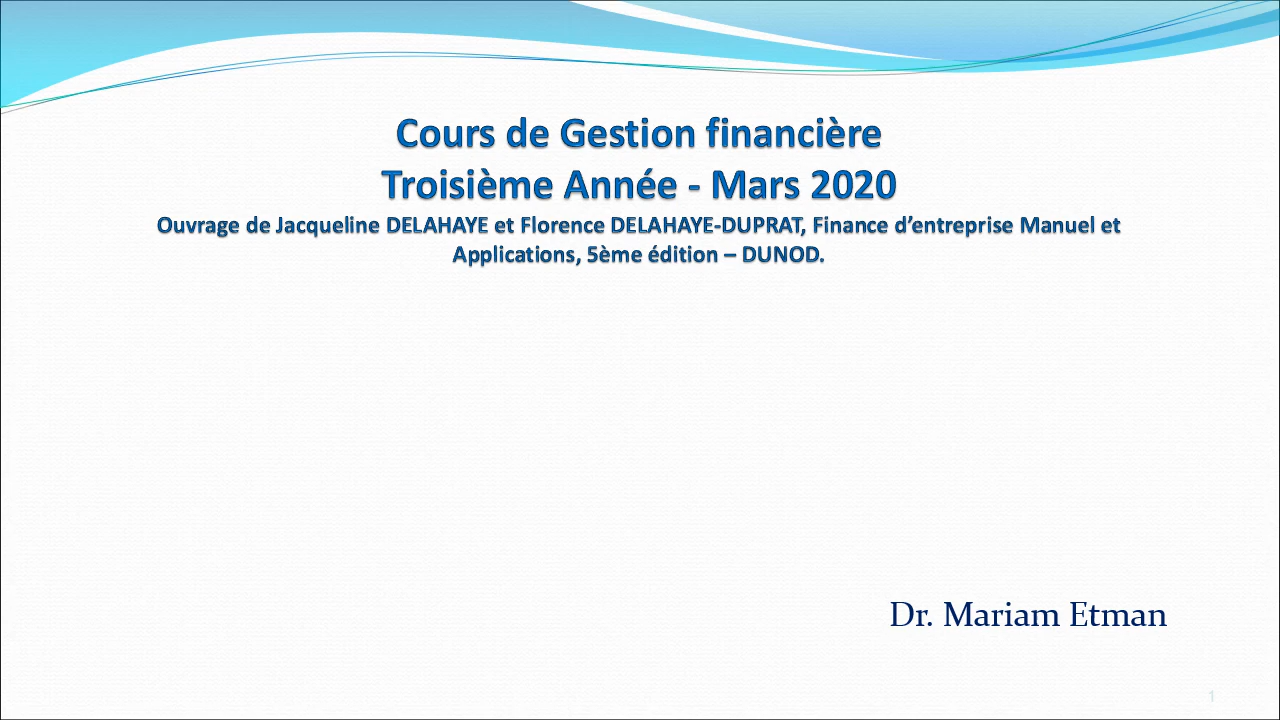 Cours de Gestion financière
Troisième Année - Mars 2020
Ouvrage de Jacqueline DELAHAYE et Florence DELAHAYE-DUPRAT, Finance d’entreprise Manuel et
Applications, 5ème édition – DUNOD.
Dr. Mariam Etman
1